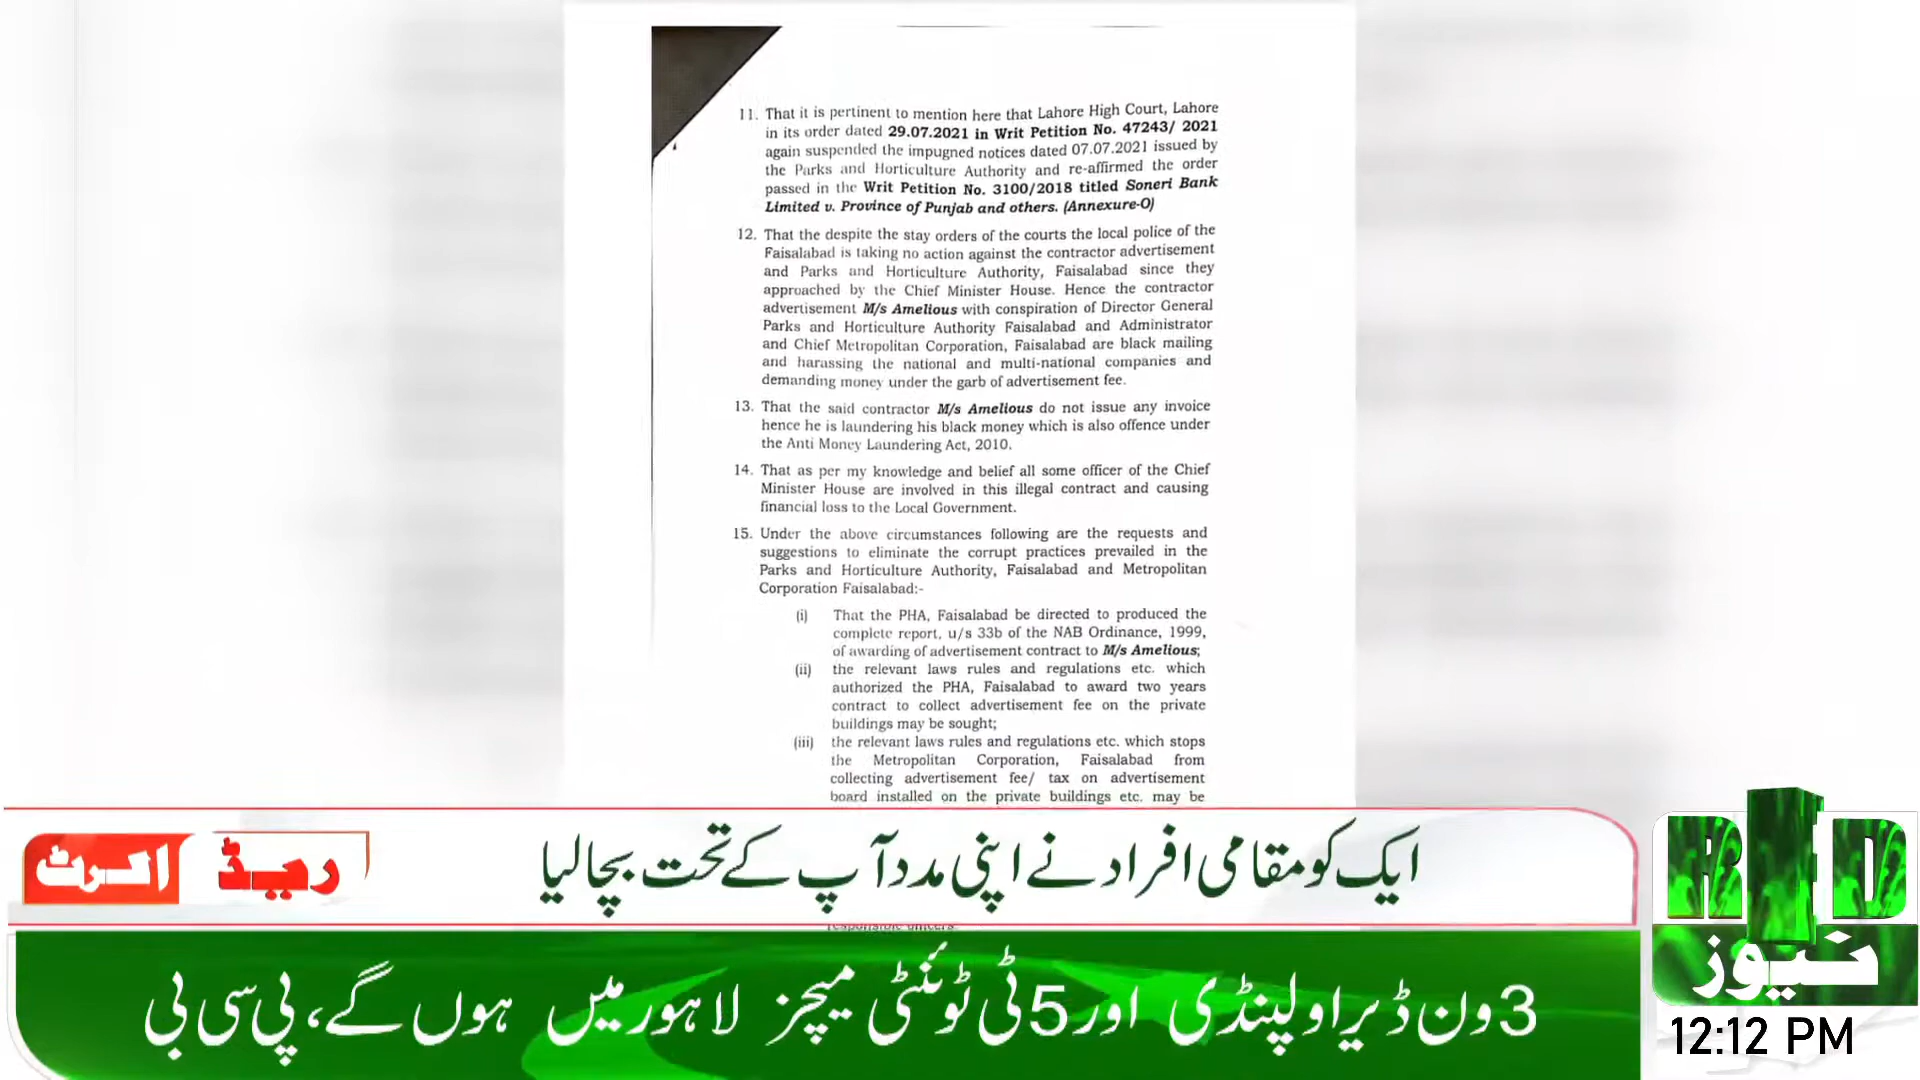 11. That it is pertinent to mention here that Lahore High Court, Lahore
in its order dated 29.07.2021 in Writ Petition No. 47243/ 2021
again suspended the impugned notices dated 07.07.2021 issued by
the Parks and Horticulture Authority and re-affirmed the order
passed in the Writ Petition No. 3100/2018 titled Soneri Bank
Limited v. Province of Punjab and others. (Annexure-O)
12. That the despite the stay orders of the courts the local police of the
Faisalabad is taking no action against the contractor advertisement
and Parks and Horticulture Authority, Faisalabad since they
approached by the Chief Minister House. Hence the contractor
advertisement M/s Amelious with conspiration of Director General
Parks and Horticulture Authority Faisalabad and Administrator
and Chief Metropolitan Corporation, Faisalabad are black mailing
and harassing the national and multi-national companies and
demanding money under the garb of advertisement fee.
13. That the said contractor M/s Amelious do not issue any invoice
hence he is laundering his black money which is also offence under
the Anti Money Laundering Act, 2010.
14. That as per my knowledge and belief all some officer of the Chief
Minister House are involved in this illegal contract and causing
financial loss to the Local Government.
15. Under the above circumstances following are the requests and
suggestions to eliminate the corrupt practices prevailed in the
Parks and Horticulture Authority, Faisalabad and Metropolitan
Corporation Faisalabad:-
(i) That the PHA, Faisalabad be directed to produced the
complete report, u/s 33b of the NAB Ordinance, 1999,
of awarding of advertisement contract to M/s Amelious;
(ii) the relevant laws rules and regulations etc. which
authorized the PHA, Faisalabad to award two years
contract to collect advertisement fee on the private
buildings may be sought;
(iii) the relevant laws rules and regulations etc. which stops
the Metropolitan Corporation, Faisalabad from
collecting advertisement fee/ tax on advertisement
board installed on the private buildings etc. may be
ریڈ الرٹ
ایک کو مقامی افراد نے اپنی مدد آپ کے تحت بچالیا
responsible officers.
3 ون ڈیر اولپنڈی اور 5 ٹی ٹوئنٹی میچز لاہور میں ہوں گے، پی سی بی
RED
نیوز
12:12 PM